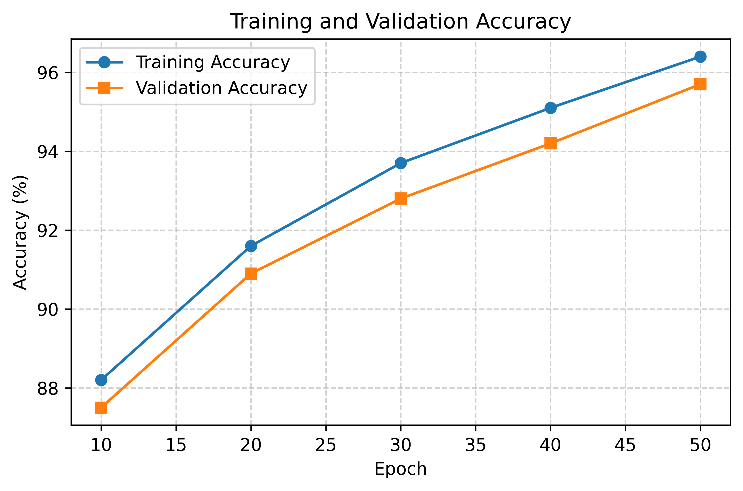 Training and Validation Accuracy
Training Accuracy
Validation Accuracy
Accuracy (%)
96
94
92
90
88
10 15 20 25 30 35 40 45 50
Epoch